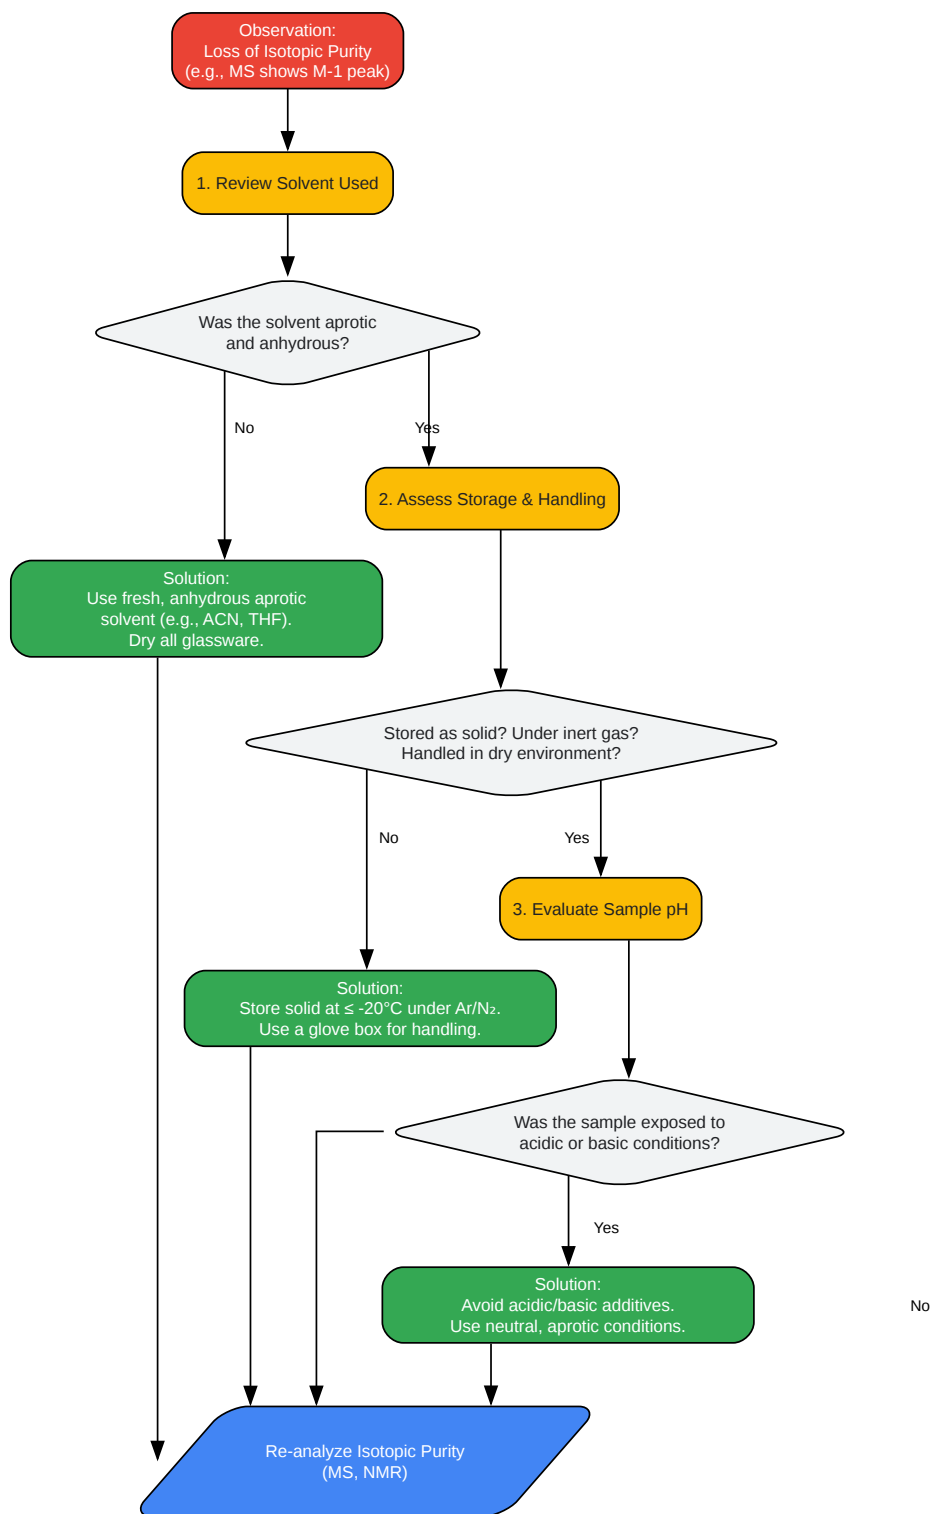 Observation:
Loss of Isotopic Purity
(e.g., MS shows M-1 peak)
1. Review Solvent Used
Was the solvent aprotic
and anhydrous?
No
Yes
2. Assess Storage & Handling
Solution:
Use fresh, anhydrous aprotic
solvent (e.g., ACN, THF).
Dry all glassware.
Stored as solid? Under inert gas?
Handled in dry environment?
No
Yes
3. Evaluate Sample pH
Solution:
Store solid at ≤ -20°C under Ar/N₂.
Use a glove box for handling.
Was the sample exposed to
acidic or basic conditions?
Yes
Solution:
Avoid acidic/basic additives.
Use neutral, aprotic conditions.
No
Re-analyze Isotopic Purity
(MS, NMR)